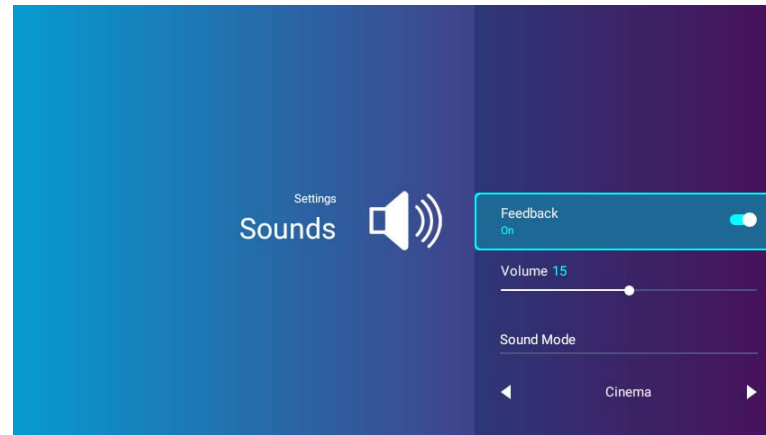 Settings
Sounds
Feedback
On
Volume 15
Sound Mode
Cinema